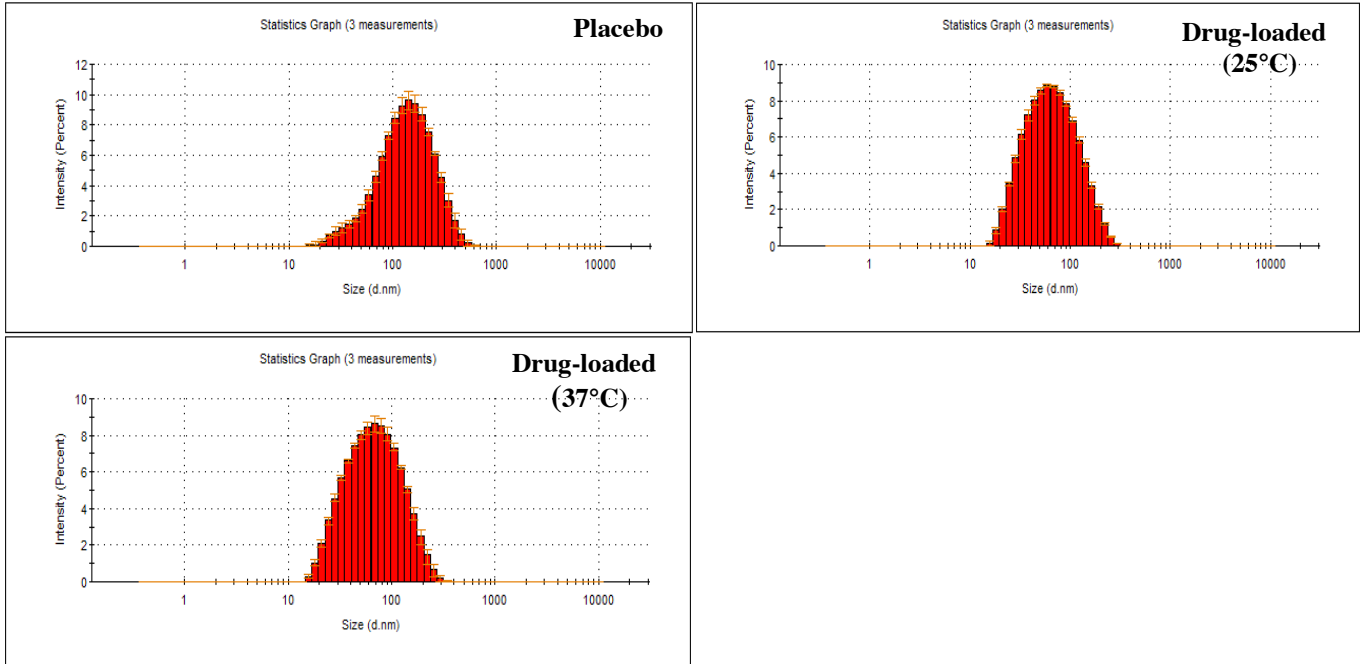 Statistics Graph (3 measurements)
Placebo
Intensity (Percent)
12
10
8
6
4
2
0
1 10 100 1000 10000
Size (d.nm)
Statistics Graph (3 measurements)
Drug-loaded
(25°C)
Intensity (Percent)
10
8
6
4
2
0
1 10 100 1000 10000
Size (d.nm)
Statistics Graph (3 measurements)
Drug-loaded
(37°C)
Intensity (Percent)
10
8
6
4
2
0
1 10 100 1000 10000
Size (d.nm)